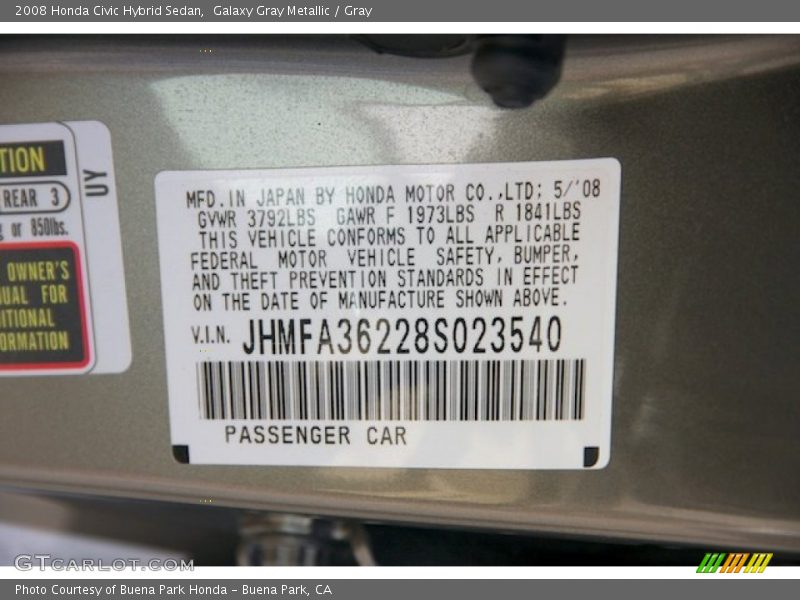 2008 Honda Civic Hybrid Sedan,  Galaxy Gray Metallic / Gray
TION
REAR 3
or 850lbs.
OWNER'S
UAL FOR
DITIONAL
ORMATION
UY
MFD. IN JAPAN BY HONDA MOTOR CO.,LTD; 5/'08
GVWR 3792LBS GAWR F 1973LBS R 1841LBS
THIS VEHICLE CONFORMS TO ALL APPLICABLE
FEDERAL MOTOR VEHICLE SAFETY, BUMPER,
AND THEFT PREVENTION STANDARDS IN EFFECT
ON THE DATE OF MANUFACTURE SHOWN ABOVE.
V.I.N. JHMFA36228S023540
PASSENGER CAR
GTCARLOT.COM
Photo Courtesy of Buena Park Honda - Buena Park, CA